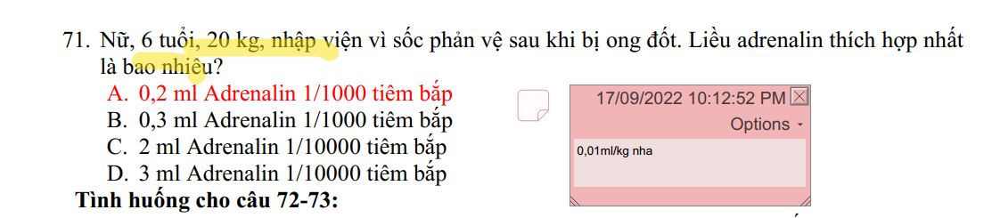 71. Nữ, 6 tuổi, 20 kg, nhập viện vì sốc phản vệ sau khi bị ong đốt. Liều adrenalin thích hợp nhất
là bao nhiêu?
A. 0,2 ml Adrenalin 1/1000 tiêm bắp
B. 0,3 ml Adrenalin 1/1000 tiêm bắp
C. 2 ml Adrenalin 1/10000 tiêm bắp
D. 3 ml Adrenalin 1/10000 tiêm bắp
17/09/2022 10:12:52 PM
Options
0,01ml/kg nha
Tình huống cho câu 72-73: